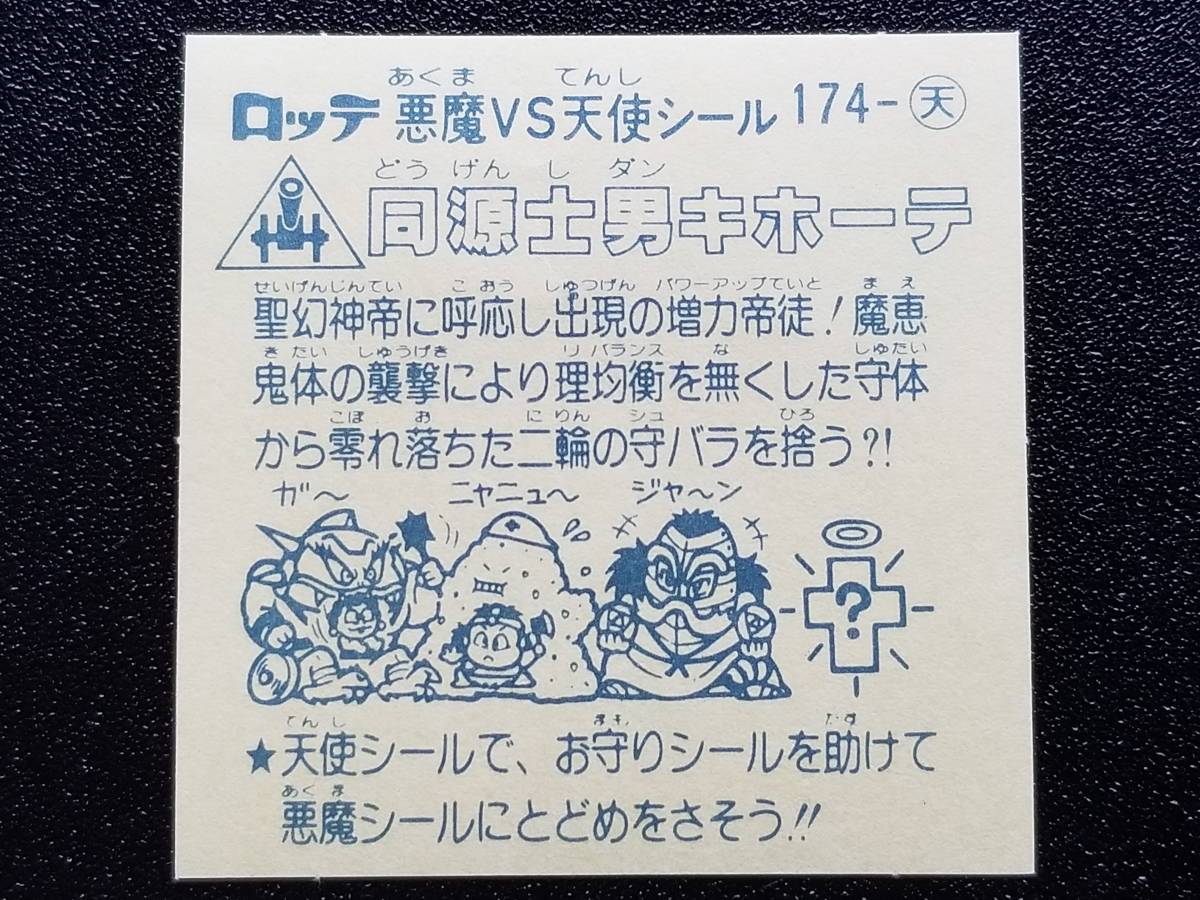 あくま てんし
ロッテ 悪魔VS天使シール 174-天
どう げん し ダン
同源士男キホーテ
せいげんじんてい こ おう しゅつげん パワーアップていと ま え
聖幻神帝に呼応し出現の増力帝徒!魔恵
き たい しゅうげき り バランス な しゅたい
鬼体の襲撃により理均衡を無くした守体
こぼ お に りん シュ ひろ
から零れ落ちた二輪の守バラを捨う?!
ガ〜 ニャニュ〜 ジャ〜ン
?
てん し まも たす
★天使シールで、お守りシールを助けて
あく ま
悪魔シールにとどめをさそう!!